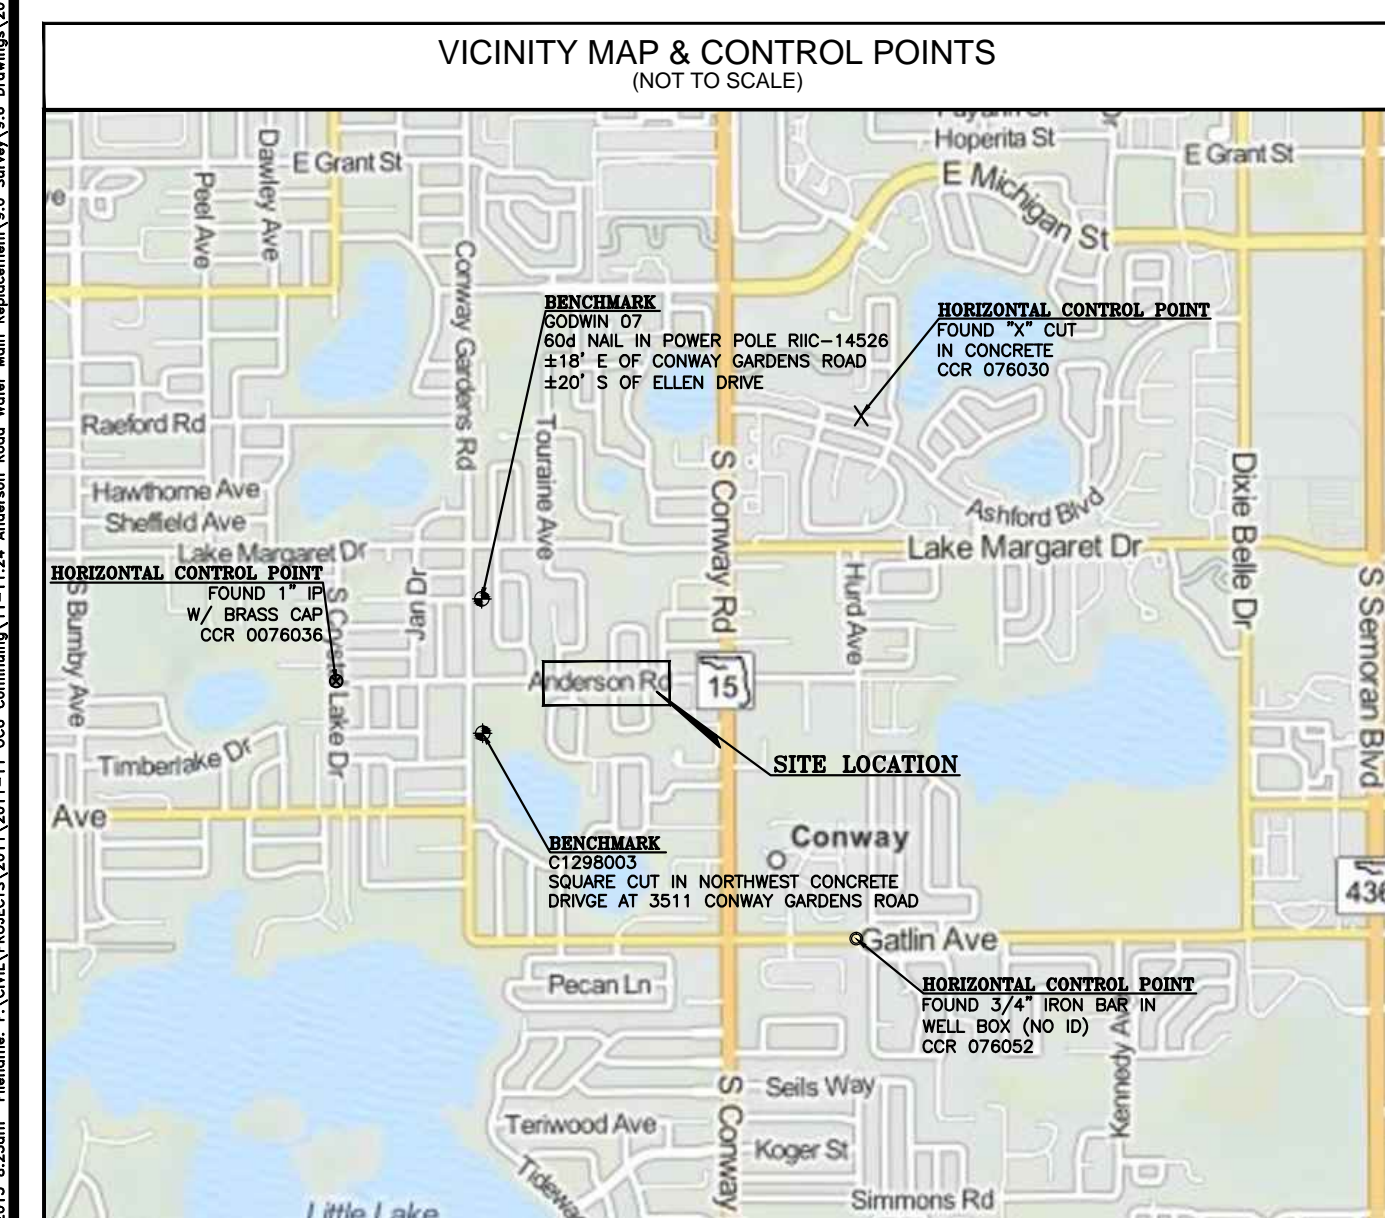 VICINITY MAP & CONTROL POINTS
(NOT TO SCALE)
Hoperita St
E Grant St
E Grant St
Dawley Ave
Peel Ave
E Michigan St
Conway Gardens Rd
BENCHMARK
GODWIN 07
60d NAIL IN POWER POLE RIIC-14526
±18' E OF CONWAY GARDENS ROAD
±20' S OF ELLEN DRIVE
HORIZONTAL CONTROL POINT
FOUND "X" CUT
IN CONCRETE
CCR 076030
Raeford Rd
Touraine Ave
S Conway Rd
Dixie Belle Dr
Hawthorne Ave
Sheffield Ave
Ashford Blvd
Lake Margaret Dr
Lake Margaret Dr
HORIZONTAL CONTROL POINT
FOUND 1" IP
W/ BRASS CAP
CCR 0076036
S Bumby Ave
S Crystal Lake Dr
Jan Dr
Hurd Ave
S Semoran Blvd
Anderson Rd
15
Timberlake Dr
SITE LOCATION
Ave
Conway
BENCHMARK
C1298003
SQUARE CUT IN NORTHWEST CONCRETE
DRIVGE AT 3511 CONWAY GARDENS ROAD
436
Gatlin Ave
Pecan Ln
HORIZONTAL CONTROL POINT
FOUND 3/4" IRON BAR IN
WELL BOX (NO ID)
CCR 076052
Kennedy Ave
S Conway
Seils Way
Teriwood Ave
Koger St
Simmons Rd
Little Lake